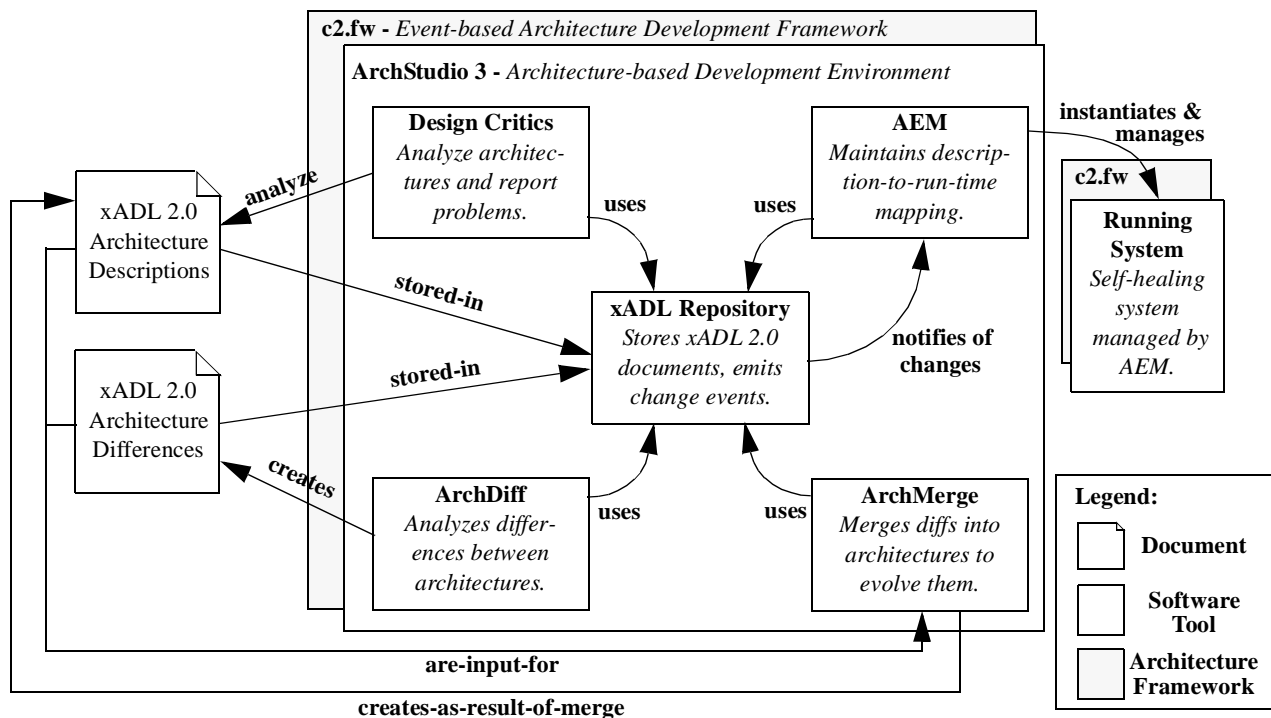 c2.fw - Event-based Architecture Development Framework
ArchStudio 3 - Architecture-based Development Environment
Design Critics
Analyze architec-
tures and report
problems.
AEM
Maintains descrip-
tion-to-run-time
mapping.
instantiates &
manages
c2.fw
Running
System
Self-healing
system
managed by
AEM.
analyze
xADL 2.0
Architecture
Descriptions
uses
uses
stored-in
xADL Repository
Stores xADL 2.0
documents, emits
change events.
notifies of
changes
stored-in
xADL 2.0
Architecture
Differences
creates
ArchDiff
Analyzes differ-
ences between
architectures.
uses
uses
ArchMerge
Merges diffs into
architectures to
evolve them.
Legend:
Document
Software
Tool
Architecture
Framework
are-input-for
creates-as-result-of-merge